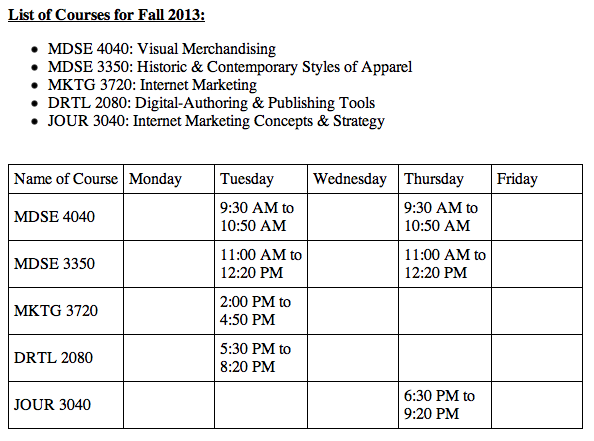 List of Courses for Fall 2013:
• MDSE 4040: Visual Merchandising
• MDSE 3350: Historic & Contemporary Styles of Apparel
• MKTG 3720: Internet Marketing
• DRTL 2080: Digital-Authoring & Publishing Tools
• JOUR 3040: Internet Marketing Concepts & Strategy
Name of Course Monday Tuesday Wednesday Thursday Friday
MDSE 4040 9:30 AM to 10:50 AM 9:30 AM to 10:50 AM
MDSE 3350 11:00 AM to 12:20 PM 11:00 AM to 12:20 PM
MKTG 3720 2:00 PM to 4:50 PM
DRTL 2080 5:30 PM to 8:20 PM
JOUR 3040 6:30 PM to 9:20 PM